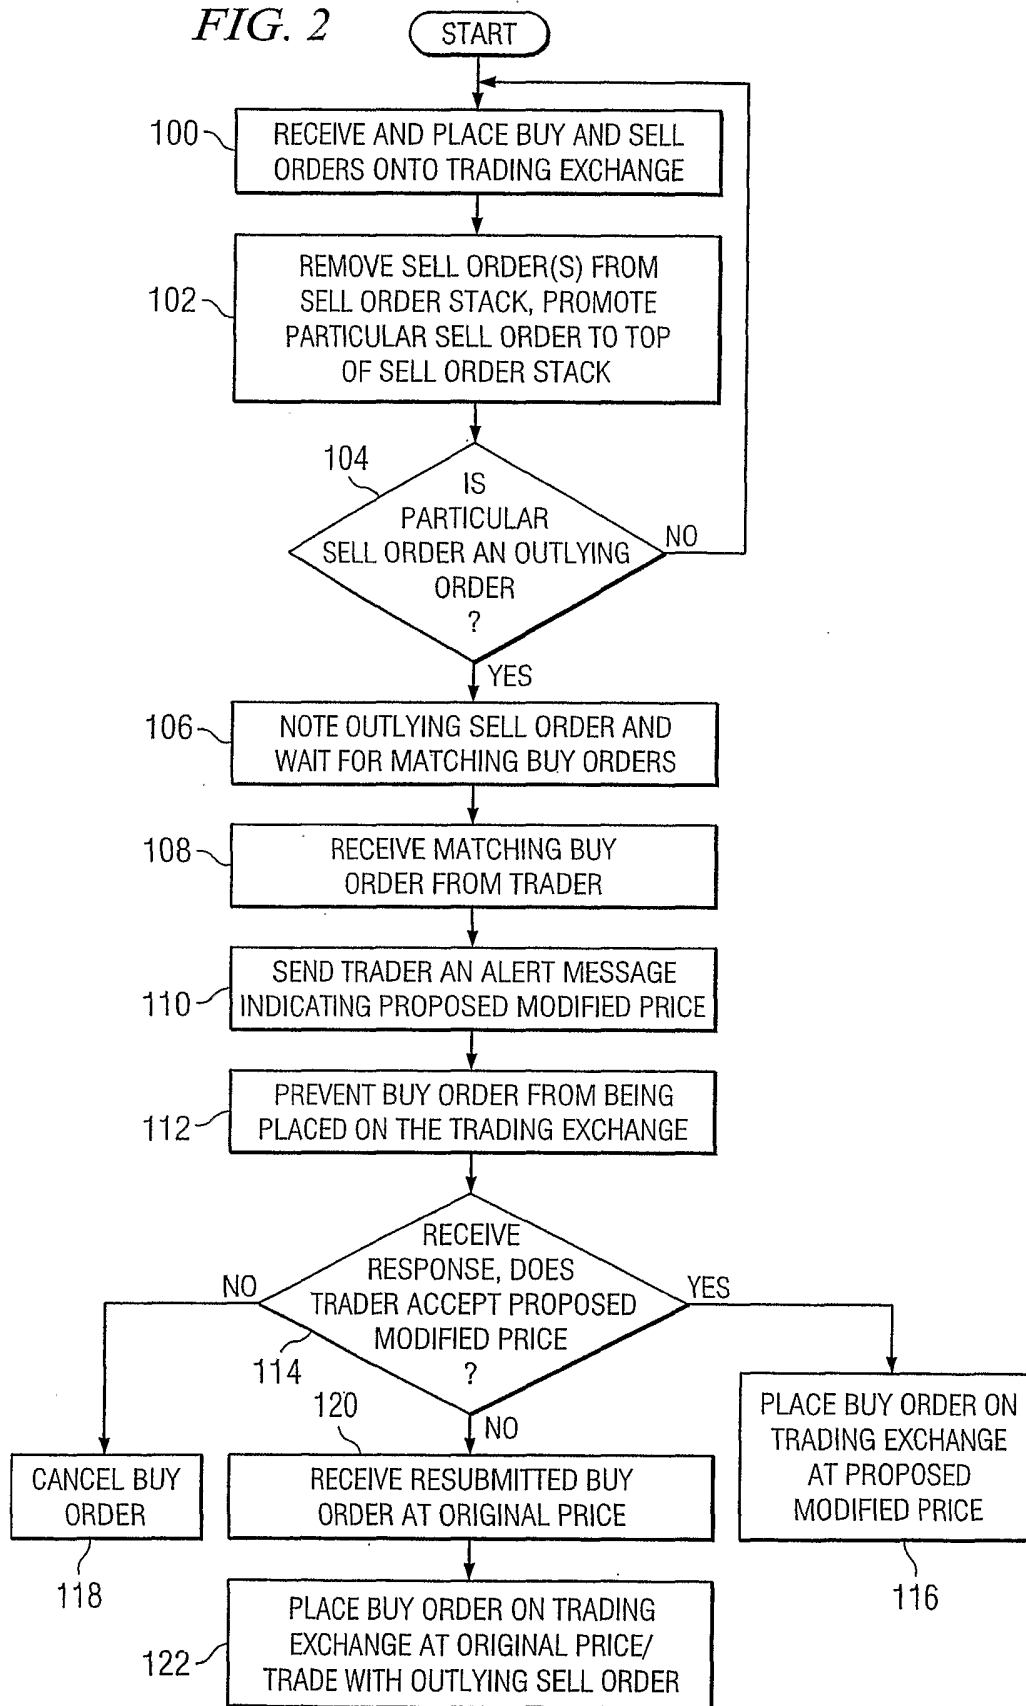 FIG. 2
START
100
RECEIVE AND PLACE BUY AND SELL
ORDERS ONTO TRADING EXCHANGE
102
REMOVE SELL ORDER(S) FROM
SELL ORDER STACK, PROMOTE
PARTICULAR SELL ORDER TO TOP
OF SELL ORDER STACK
104
IS
PARTICULAR
SELL ORDER AN OUTLYING
ORDER
?
NO
YES
106
NOTE OUTLYING SELL ORDER AND
WAIT FOR MATCHING BUY ORDERS
108
RECEIVE MATCHING BUY
ORDER FROM TRADER
110
SEND TRADER AN ALERT MESSAGE
INDICATING PROPOSED MODIFIED PRICE
112
PREVENT BUY ORDER FROM BEING
PLACED ON THE TRADING EXCHANGE
RECEIVE
RESPONSE, DOES
TRADER ACCEPT PROPOSED
MODIFIED PRICE
?
114
NO
YES
NO
CANCEL BUY
ORDER
118
120
RECEIVE RESUBMITTED BUY
ORDER AT ORIGINAL PRICE
PLACE BUY ORDER ON
TRADING EXCHANGE
AT PROPOSED
MODIFIED PRICE
116
122
PLACE BUY ORDER ON TRADING
EXCHANGE AT ORIGINAL PRICE/
TRADE WITH OUTLYING SELL ORDER